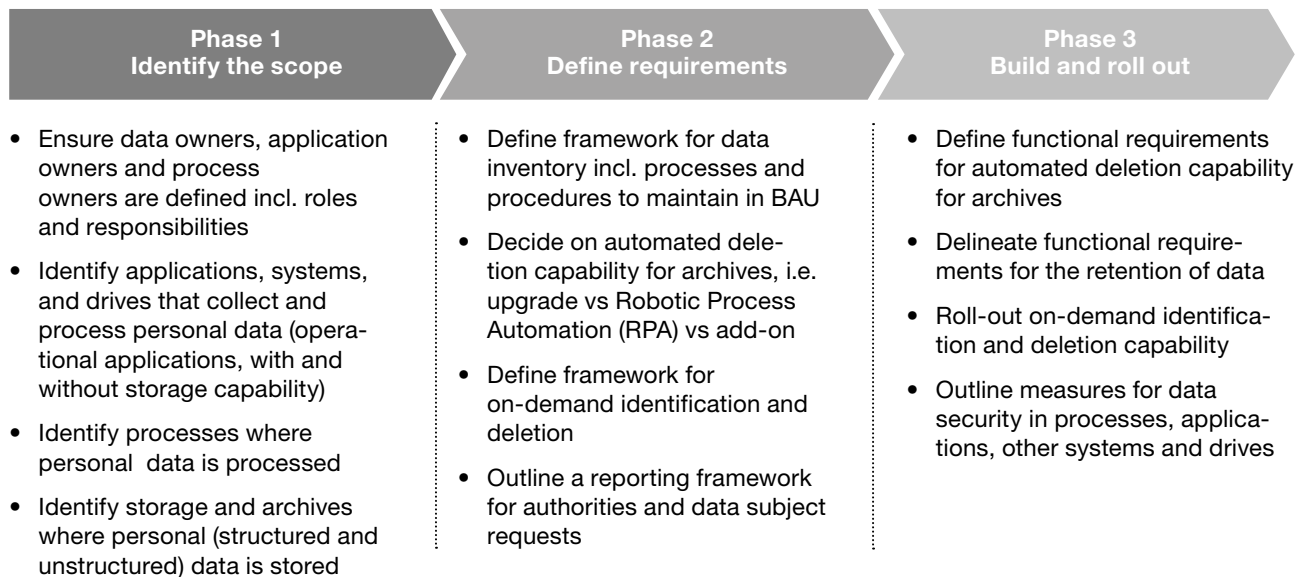 Phase 1
Identify the scope
Phase 2
Define requirements
Phase 3
Build and roll out
• Ensure data owners, application
owners and process
owners are defined incl. roles
and responsibilities
• Identify applications, systems,
and drives that collect and
process personal data (opera-
tional applications, with and
without storage capability)
• Identify processes where
personal  data is processed
• Identify storage and archives
where personal (structured and
unstructured) data is stored
• Define framework for data
inventory incl. processes and
procedures to maintain in BAU
• Decide on automated dele-
tion capability for archives, i.e.
upgrade vs Robotic Process
Automation (RPA) vs add-on
• Define framework for
on-demand identification and
deletion
• Outline a reporting framework
for authorities and data subject
requests
• Define functional requirements
for automated deletion capability
for archives
• Delineate functional require-
ments for the retention of data
• Roll-out on-demand identifica-
tion and deletion capability
• Outline measures for data
security in processes, applica-
tions, other systems and drives